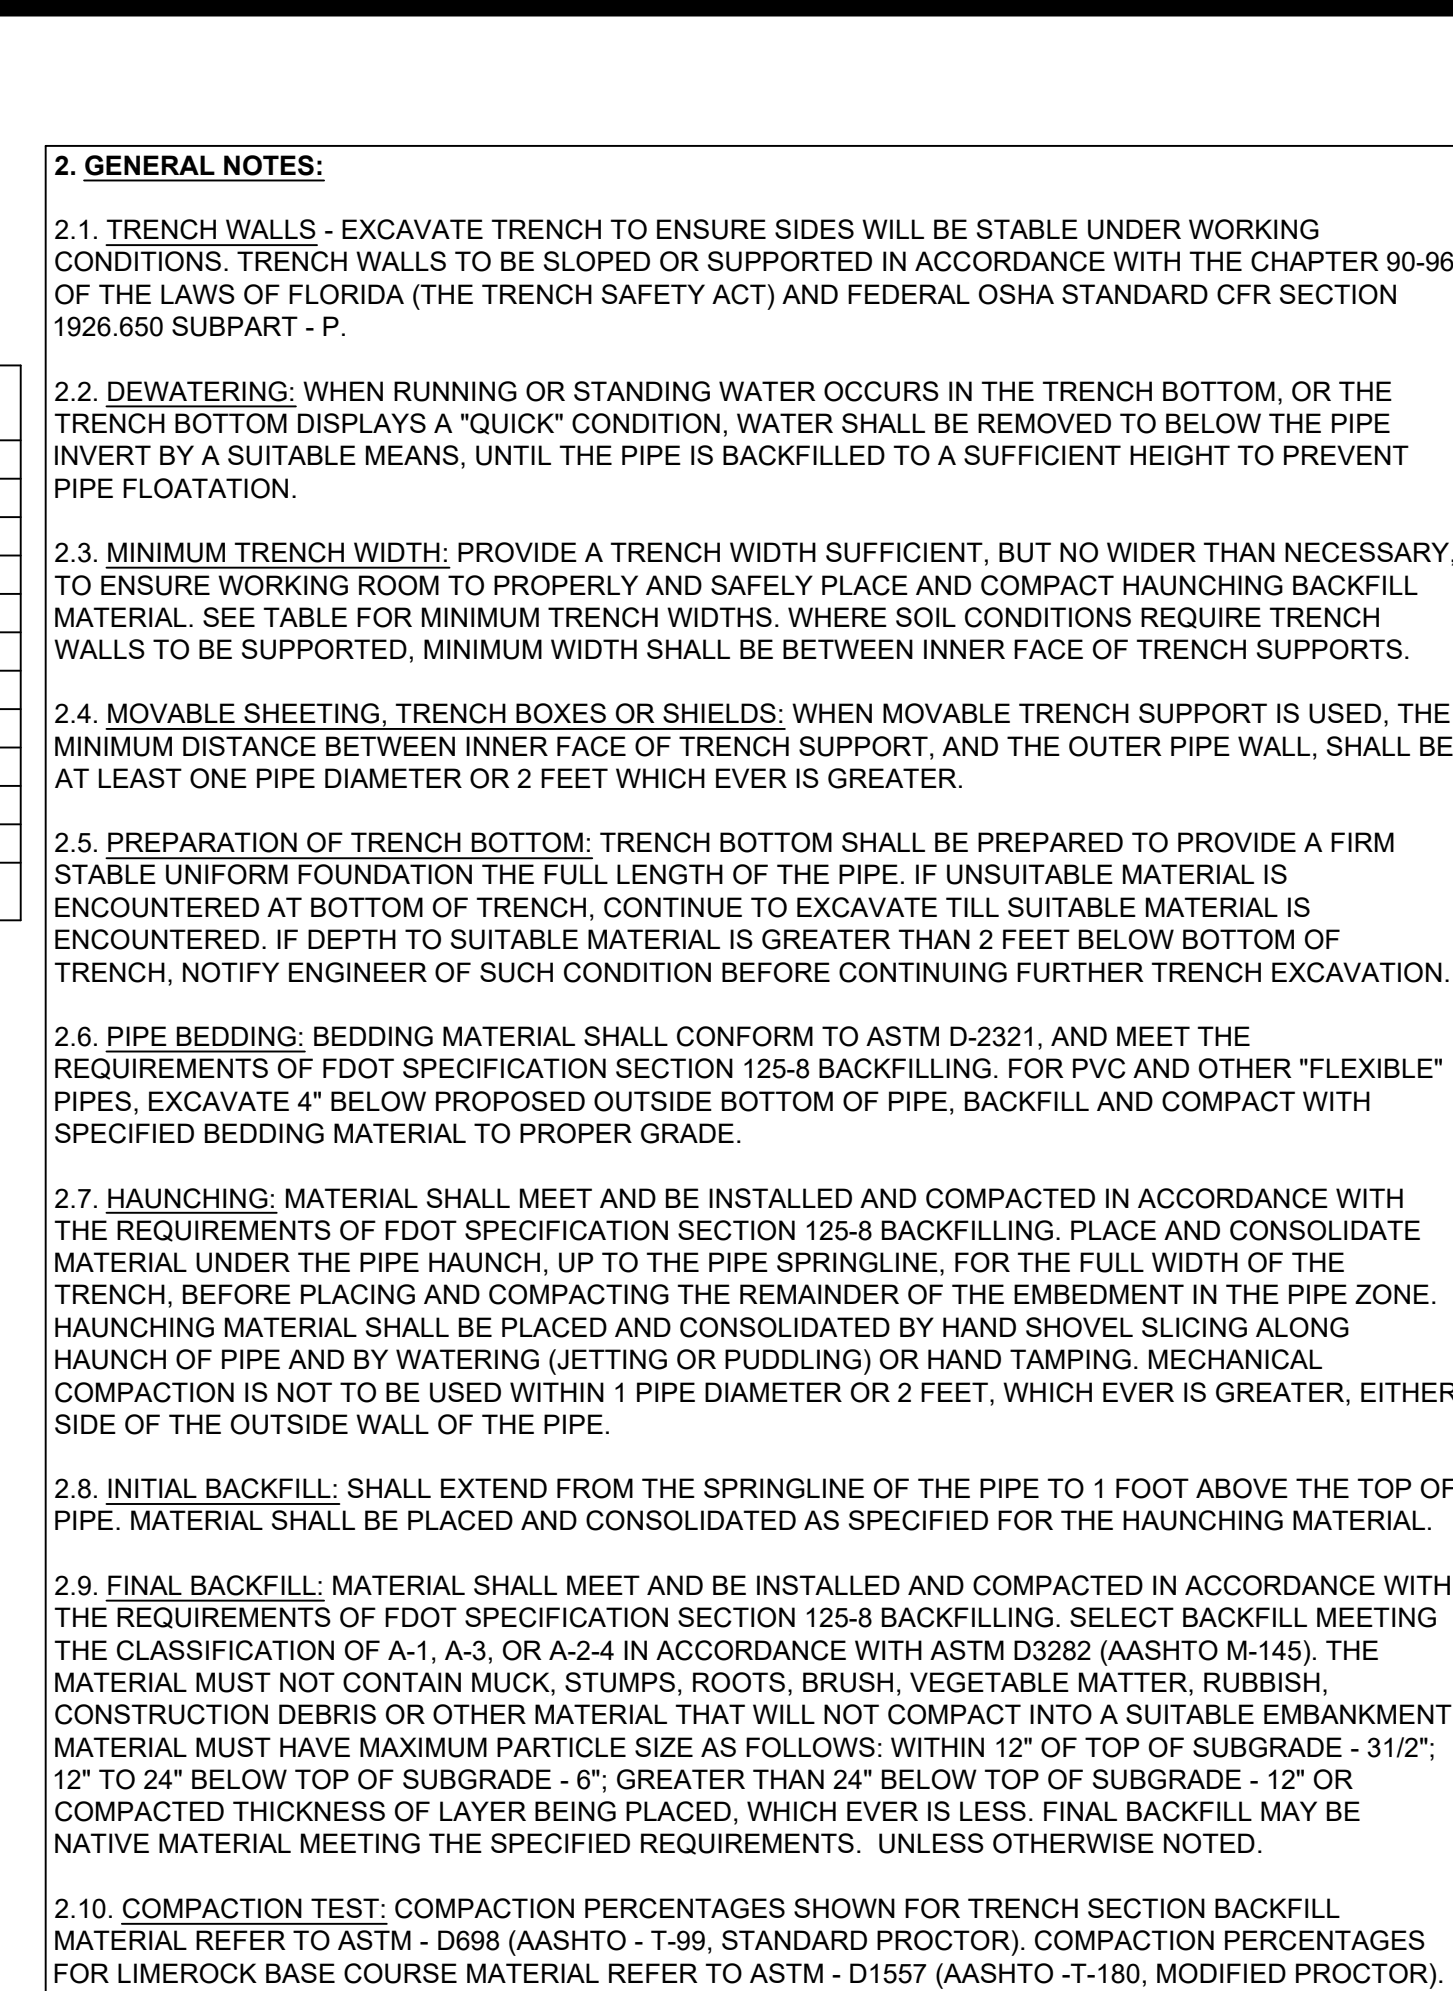 2. GENERAL NOTES:
2.1. TRENCH WALLS - EXCAVATE TRENCH TO ENSURE SIDES WILL BE STABLE UNDER WORKING
CONDITIONS. TRENCH WALLS TO BE SLOPED OR SUPPORTED IN ACCORDANCE WITH THE CHAPTER 90-96
OF THE LAWS OF FLORIDA (THE TRENCH SAFETY ACT) AND FEDERAL OSHA STANDARD CFR SECTION
1926.650 SUBPART - P.
2.2. DEWATERING: WHEN RUNNING OR STANDING WATER OCCURS IN THE TRENCH BOTTOM, OR THE
TRENCH BOTTOM DISPLAYS A "QUICK" CONDITION, WATER SHALL BE REMOVED TO BELOW THE PIPE
INVERT BY A SUITABLE MEANS, UNTIL THE PIPE IS BACKFILLED TO A SUFFICIENT HEIGHT TO PREVENT
PIPE FLOATATION.
2.3. MINIMUM TRENCH WIDTH: PROVIDE A TRENCH WIDTH SUFFICIENT, BUT NO WIDER THAN NECESSARY,
TO ENSURE WORKING ROOM TO PROPERLY AND SAFELY PLACE AND COMPACT HAUNCHING BACKFILL
MATERIAL. SEE TABLE FOR MINIMUM TRENCH WIDTHS. WHERE SOIL CONDITIONS REQUIRE TRENCH
WALLS TO BE SUPPORTED, MINIMUM WIDTH SHALL BE BETWEEN INNER FACE OF TRENCH SUPPORTS.
2.4. MOVABLE SHEETING, TRENCH BOXES OR SHIELDS: WHEN MOVABLE TRENCH SUPPORT IS USED, THE
MINIMUM DISTANCE BETWEEN INNER FACE OF TRENCH SUPPORT, AND THE OUTER PIPE WALL, SHALL BE
AT LEAST ONE PIPE DIAMETER OR 2 FEET WHICH EVER IS GREATER.
2.5. PREPARATION OF TRENCH BOTTOM: TRENCH BOTTOM SHALL BE PREPARED TO PROVIDE A FIRM
STABLE UNIFORM FOUNDATION THE FULL LENGTH OF THE PIPE. IF UNSUITABLE MATERIAL IS
ENCOUNTERED AT BOTTOM OF TRENCH, CONTINUE TO EXCAVATE TILL SUITABLE MATERIAL IS
ENCOUNTERED. IF DEPTH TO SUITABLE MATERIAL IS GREATER THAN 2 FEET BELOW BOTTOM OF
TRENCH, NOTIFY ENGINEER OF SUCH CONDITION BEFORE CONTINUING FURTHER TRENCH EXCAVATION.
2.6. PIPE BEDDING: BEDDING MATERIAL SHALL CONFORM TO ASTM D-2321, AND MEET THE
REQUIREMENTS OF FDOT SPECIFICATION SECTION 125-8 BACKFILLING. FOR PVC AND OTHER "FLEXIBLE"
PIPES, EXCAVATE 4" BELOW PROPOSED OUTSIDE BOTTOM OF PIPE, BACKFILL AND COMPACT WITH
SPECIFIED BEDDING MATERIAL TO PROPER GRADE.
2.7. HAUNCHING: MATERIAL SHALL MEET AND BE INSTALLED AND COMPACTED IN ACCORDANCE WITH
THE REQUIREMENTS OF FDOT SPECIFICATION SECTION 125-8 BACKFILLING. PLACE AND CONSOLIDATE
MATERIAL UNDER THE PIPE HAUNCH, UP TO THE PIPE SPRINGLINE, FOR THE FULL WIDTH OF THE
TRENCH, BEFORE PLACING AND COMPACTING THE REMAINDER OF THE EMBEDMENT IN THE PIPE ZONE.
HAUNCHING MATERIAL SHALL BE PLACED AND CONSOLIDATED BY HAND SHOVEL SLICING ALONG
HAUNCH OF PIPE AND BY WATERING (JETTING OR PUDDLING) OR HAND TAMPING. MECHANICAL
COMPACTION IS NOT TO BE USED WITHIN 1 PIPE DIAMETER OR 2 FEET, WHICH EVER IS GREATER, EITHER
SIDE OF THE OUTSIDE WALL OF THE PIPE.
2.8. INITIAL BACKFILL: SHALL EXTEND FROM THE SPRINGLINE OF THE PIPE TO 1 FOOT ABOVE THE TOP OF
PIPE. MATERIAL SHALL BE PLACED AND CONSOLIDATED AS SPECIFIED FOR THE HAUNCHING MATERIAL.
2.9. FINAL BACKFILL: MATERIAL SHALL MEET AND BE INSTALLED AND COMPACTED IN ACCORDANCE WITH
THE REQUIREMENTS OF FDOT SPECIFICATION SECTION 125-8 BACKFILLING. SELECT BACKFILL MEETING
THE CLASSIFICATION OF A-1, A-3, OR A-2-4 IN ACCORDANCE WITH ASTM D3282 (AASHTO M-145). THE
MATERIAL MUST NOT CONTAIN MUCK, STUMPS, ROOTS, BRUSH, VEGETABLE MATTER, RUBBISH,
CONSTRUCTION DEBRIS OR OTHER MATERIAL THAT WILL NOT COMPACT INTO A SUITABLE EMBANKMENT
MATERIAL MUST HAVE MAXIMUM PARTICLE SIZE AS FOLLOWS: WITHIN 12" OF TOP OF SUBGRADE - 31/2";
12" TO 24" BELOW TOP OF SUBGRADE - 6"; GREATER THAN 24" BELOW TOP OF SUBGRADE - 12" OR
COMPACTED THICKNESS OF LAYER BEING PLACED, WHICH EVER IS LESS. FINAL BACKFILL MAY BE
NATIVE MATERIAL MEETING THE SPECIFIED REQUIREMENTS.  UNLESS OTHERWISE NOTED.
2.10. COMPACTION TEST: COMPACTION PERCENTAGES SHOWN FOR TRENCH SECTION BACKFILL
MATERIAL REFER TO ASTM - D698 (AASHTO - T-99, STANDARD PROCTOR). COMPACTION PERCENTAGES
FOR LIMEROCK BASE COURSE MATERIAL REFER TO ASTM - D1557 (AASHTO -T-180, MODIFIED PROCTOR).